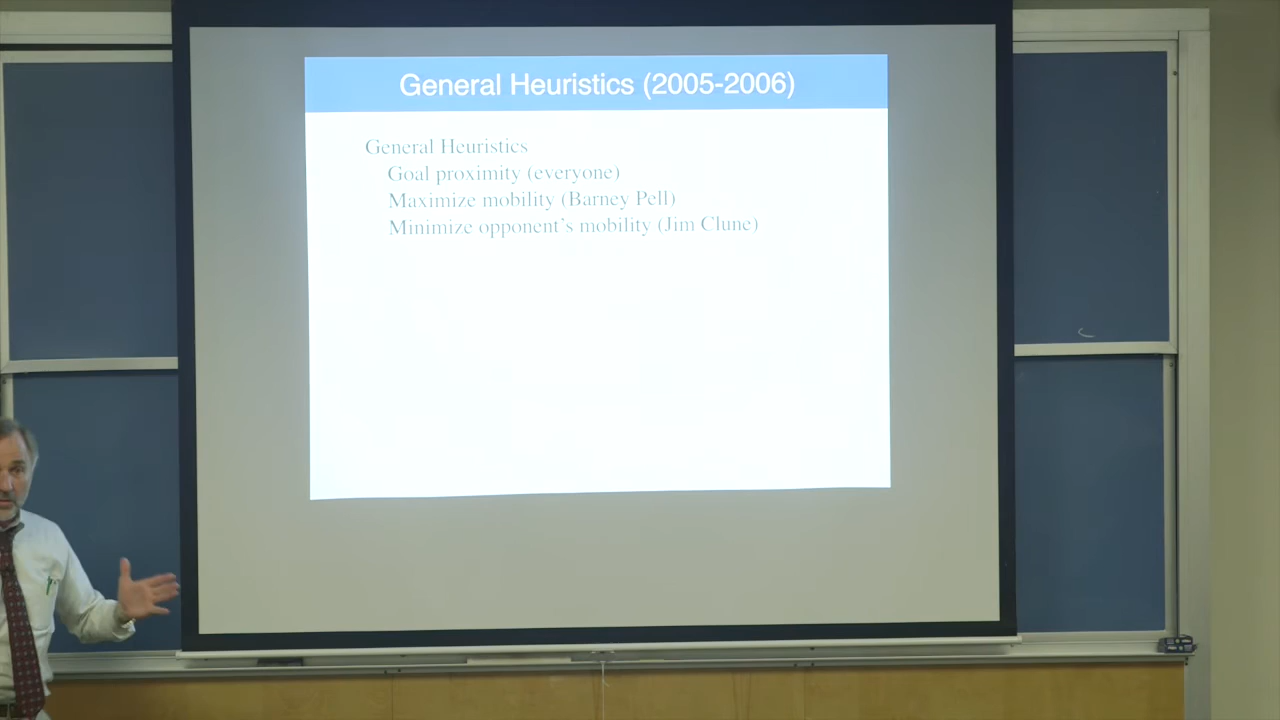 General Heuristics (2005-2006)
General Heuristics
Goal proximity (everyone)
Maximize mobility (Barney Pell)
Minimize opponent's mobility (Jim Clune)